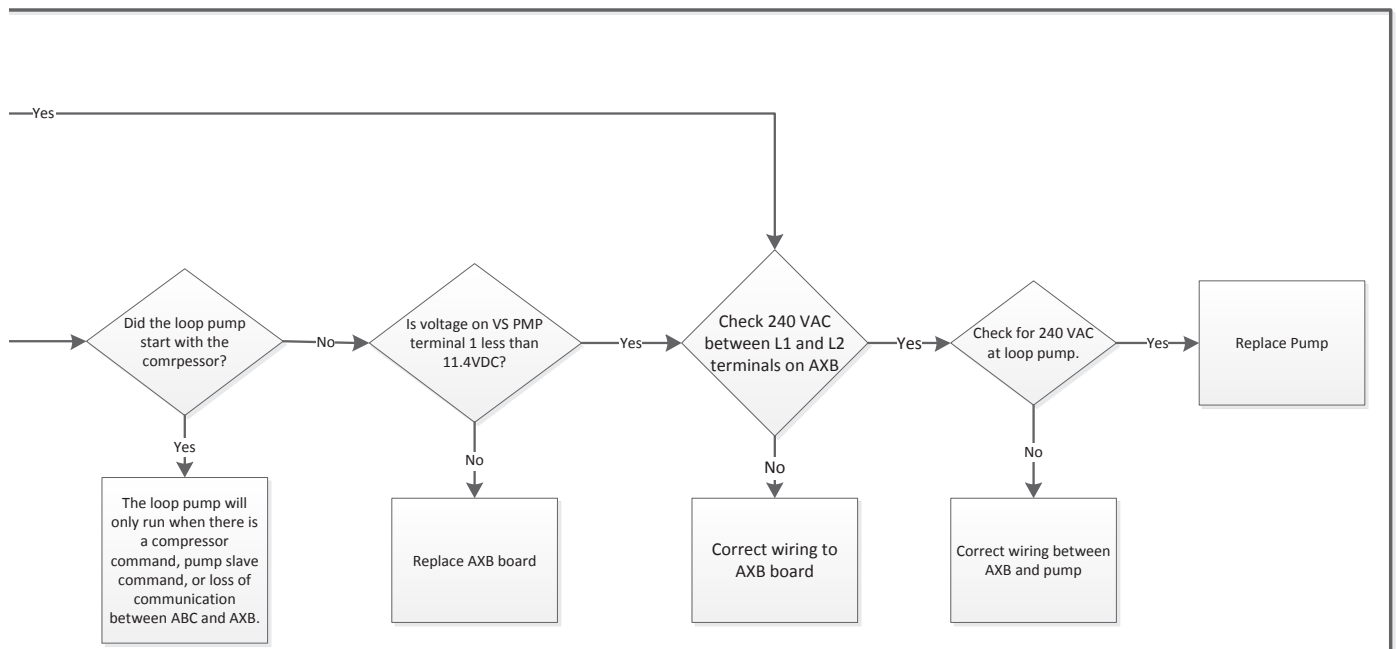 Yes
Did the loop pump
start with the
comrpessor?
No
Is voltage on VS PMP
terminal 1 less than
11.4VDC?
Yes
Check 240 VAC
between L1 and L2
terminals on AXB
Yes
Check for 240 VAC
at loop pump.
Yes
Replace Pump
Yes
No
No
No
The loop pump will
only run when there is
a compressor
command, pump slave
command, or loss of
communication
between ABC and AXB.
Replace AXB board
Correct wiring to
AXB board
Correct wiring between
AXB and pump